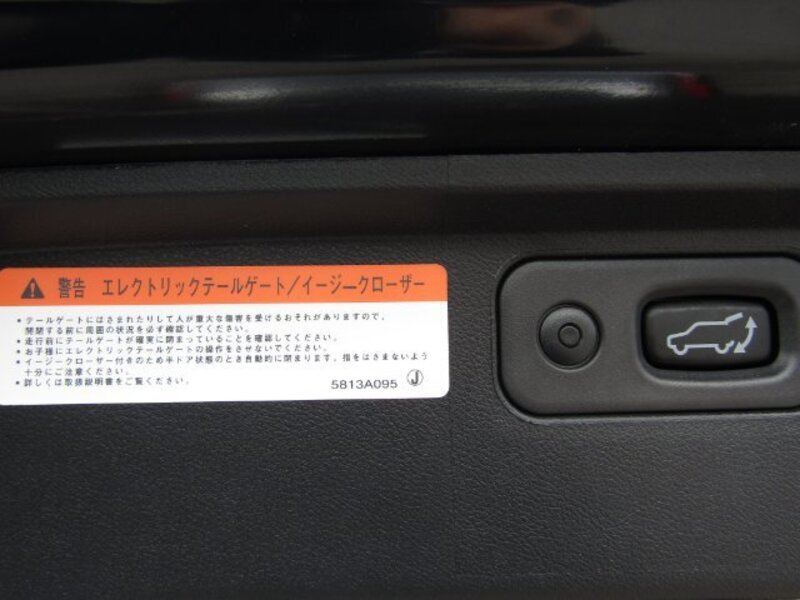 警告 エレクトリックテールゲート/イージークローザー
•テールゲートにはさまれたりして人が重大な傷害を受けるおそれがありますので、
開閉する前に周囲の状況を必ず確認してください。
•走行前にテールゲートが確実に閉まっていることを確認してください。
•お子様にエレクトリックテールゲートの操作をさせないでください。
•イージークローザー付きのため半ドア状態のとき自動的に閉まります。指をはさまないよう
十分にご注意ください。
•詳しくは取扱説明書をご覧ください。
5813A095 Ⓙ